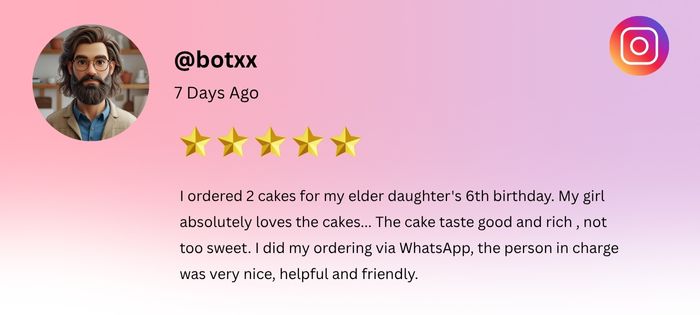 @botxx
7 Days Ago
I ordered 2 cakes for my elder daughter's 6th birthday. My girl
absolutely loves the cakes... The cake taste good and rich , not
too sweet. I did my ordering via WhatsApp, the person in charge
was very nice, helpful and friendly.